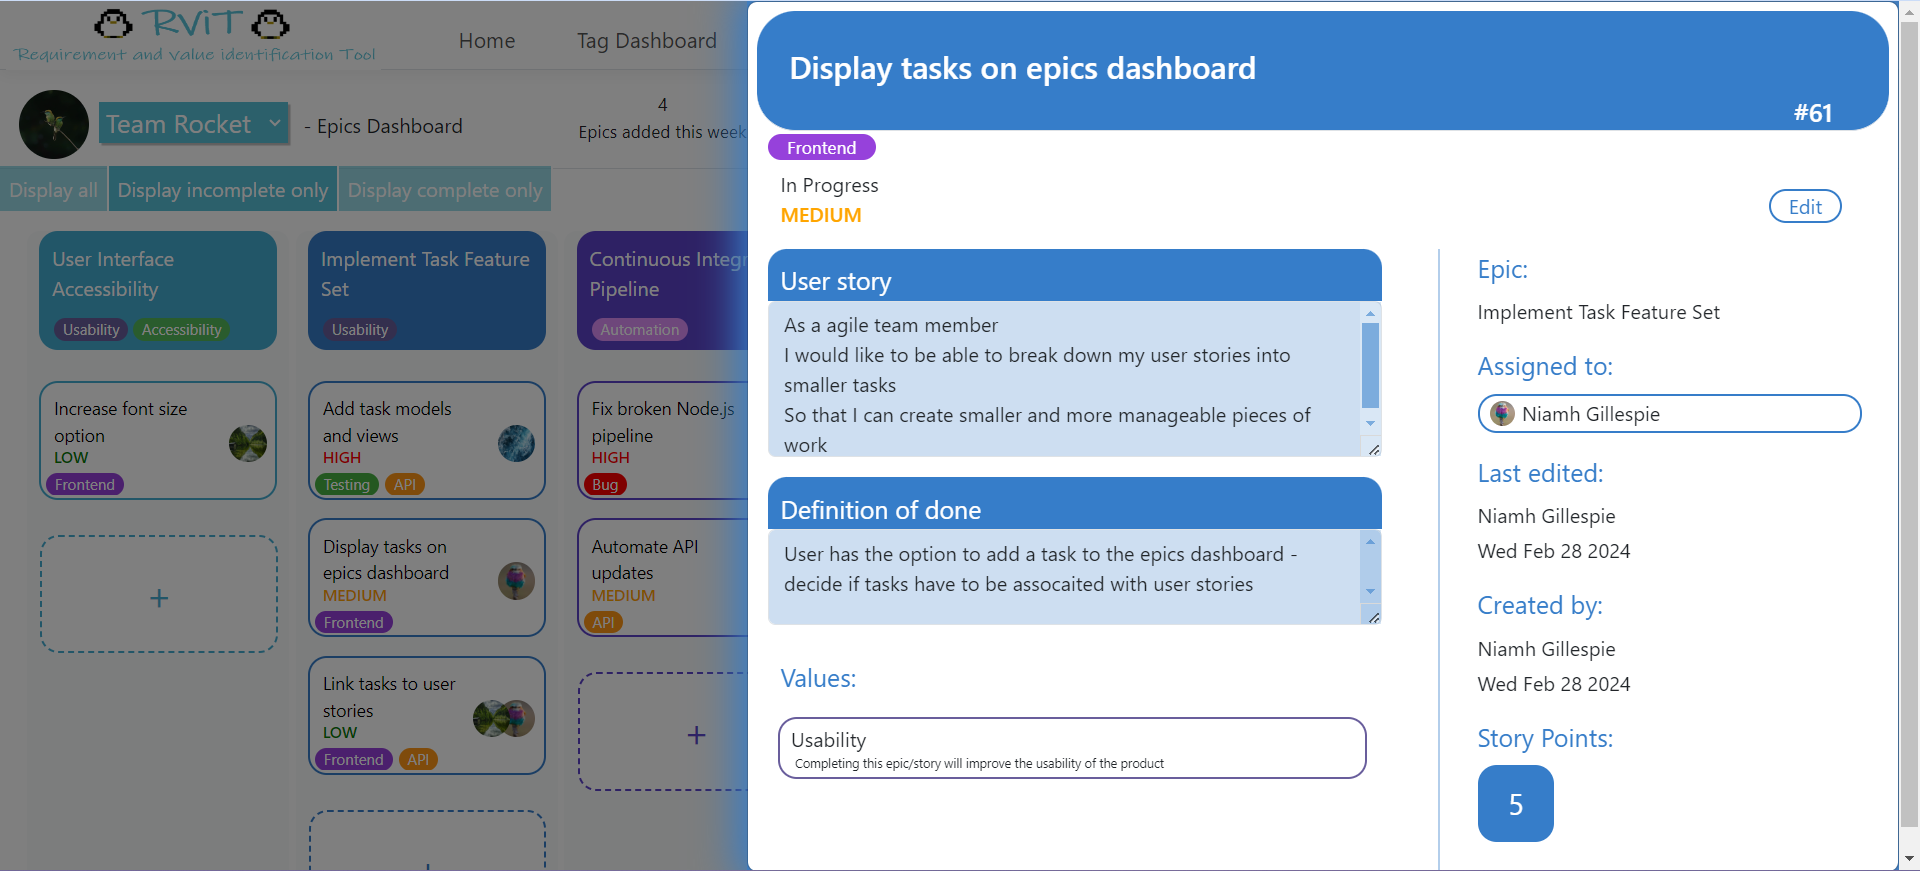 RViT
Requirement and Value identification Tool
Home
Tag Dashboard
Team Rocket
- Epics Dashboard
4
Epics added this week
Display all
Display incomplete only
Display complete only
User Interface
Accessibility
Usability
Accessibility
Increase font size
option
LOW
Frontend
+
Implement Task Feature
Set
Usability
Add task models
and views
HIGH
Testing
API
Display tasks on
epics dashboard
MEDIUM
Frontend
Link tasks to user
stories
LOW
Frontend
API
Continuous Integr
Pipeline
Automation
Fix broken Node.js
pipeline
HIGH
Bug
Automate API
updates
MEDIUM
API
+
Display tasks on epics dashboard
#61
Frontend
In Progress
MEDIUM
Edit
User story
As a agile team member
I would like to be able to break down my user stories into
smaller tasks
So that I can create smaller and more manageable pieces of
work
Definition of done
User has the option to add a task to the epics dashboard -
decide if tasks have to be assocaited with user stories
Values:
Usability
Completing this epic/story will improve the usability of the product
Epic:
Implement Task Feature Set
Assigned to:
Niamh Gillespie
Last edited:
Niamh Gillespie
Wed Feb 28 2024
Created by:
Niamh Gillespie
Wed Feb 28 2024
Story Points:
5